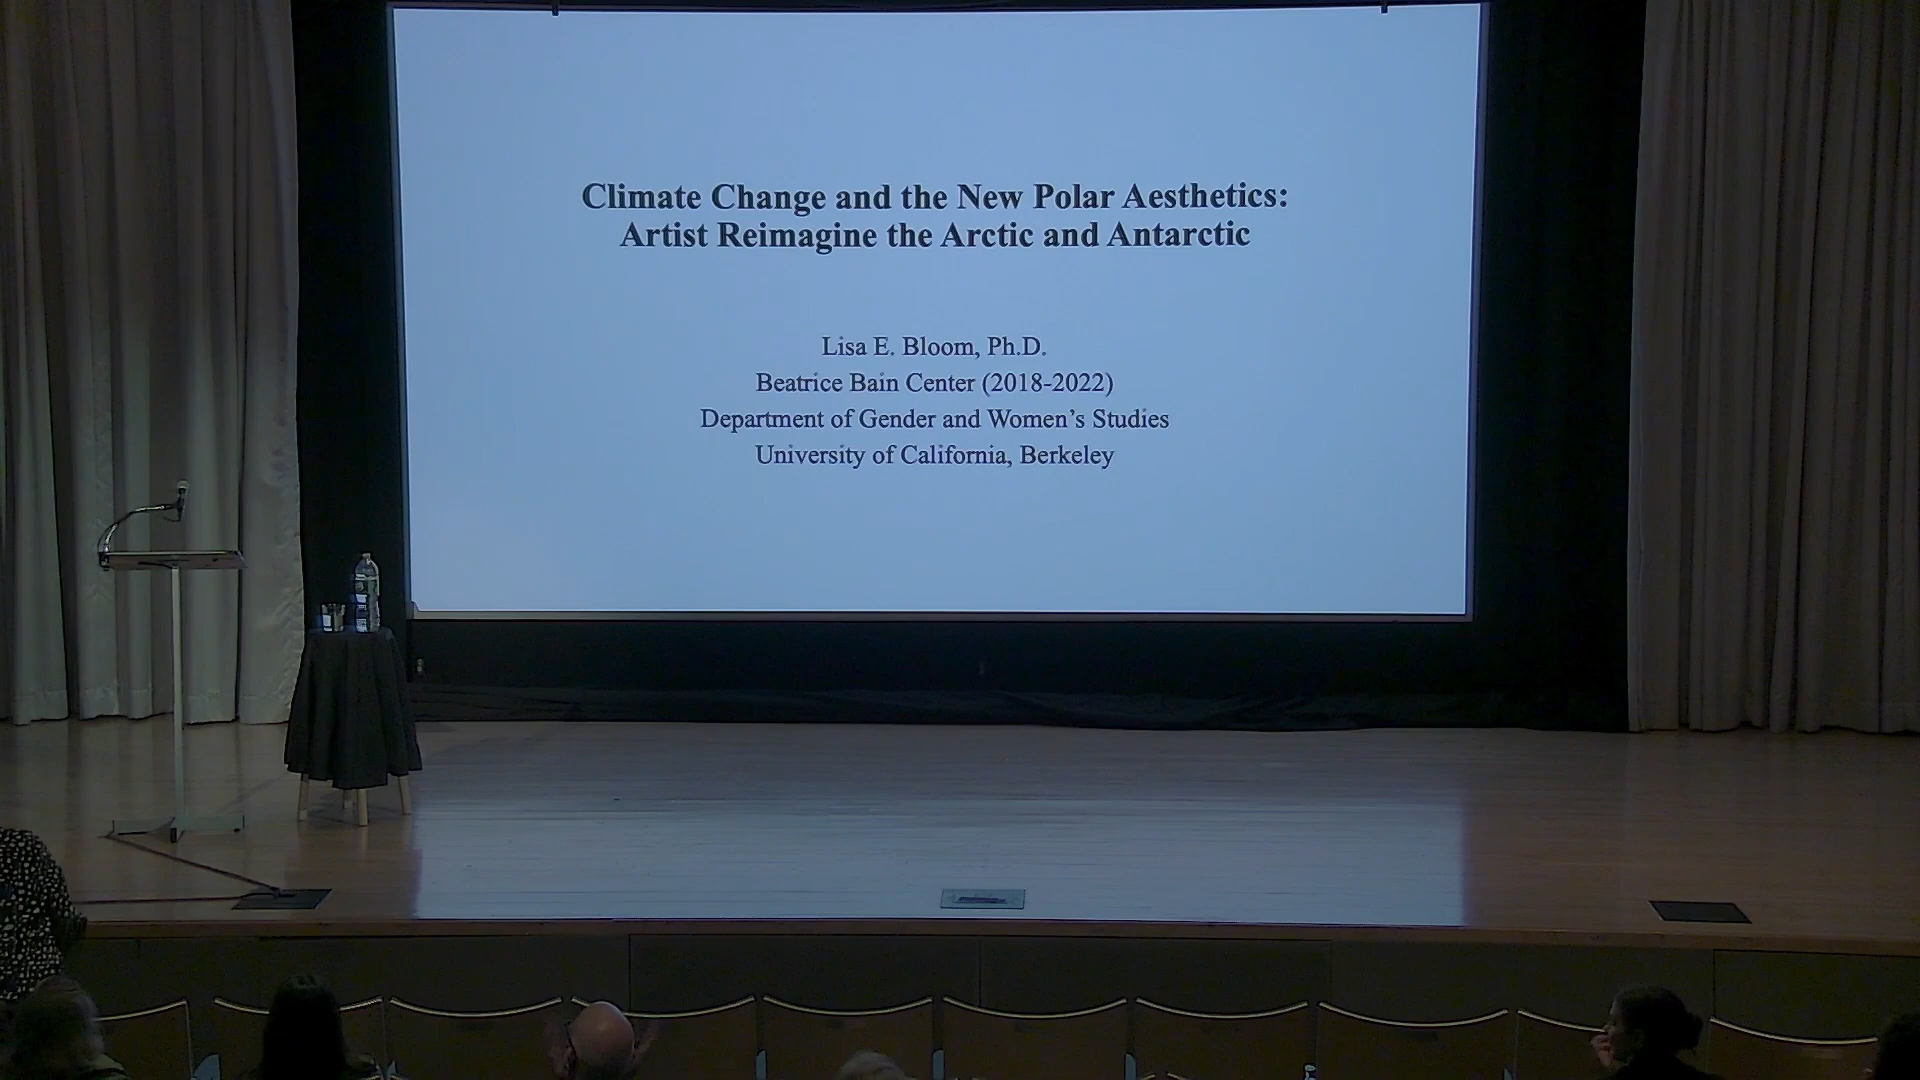 Climate Change and the New Polar Aesthetics:
Artist Reimagine the Arctic and Antarctic
Lisa E. Bloom, Ph.D.
Beatrice Bain Center (2018-2022)
Department of Gender and Women’s Studies
University of California, Berkeley